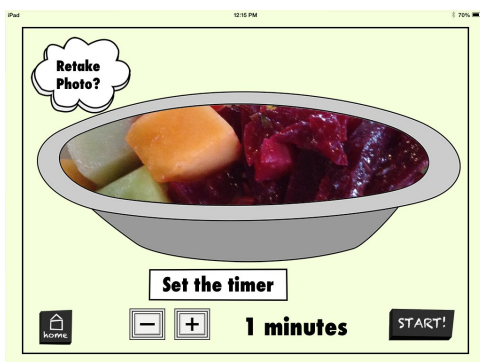 iPad 12:15 PM 70%
Retake
Photo?
Set the timer
− + 1 minutes
home
START!